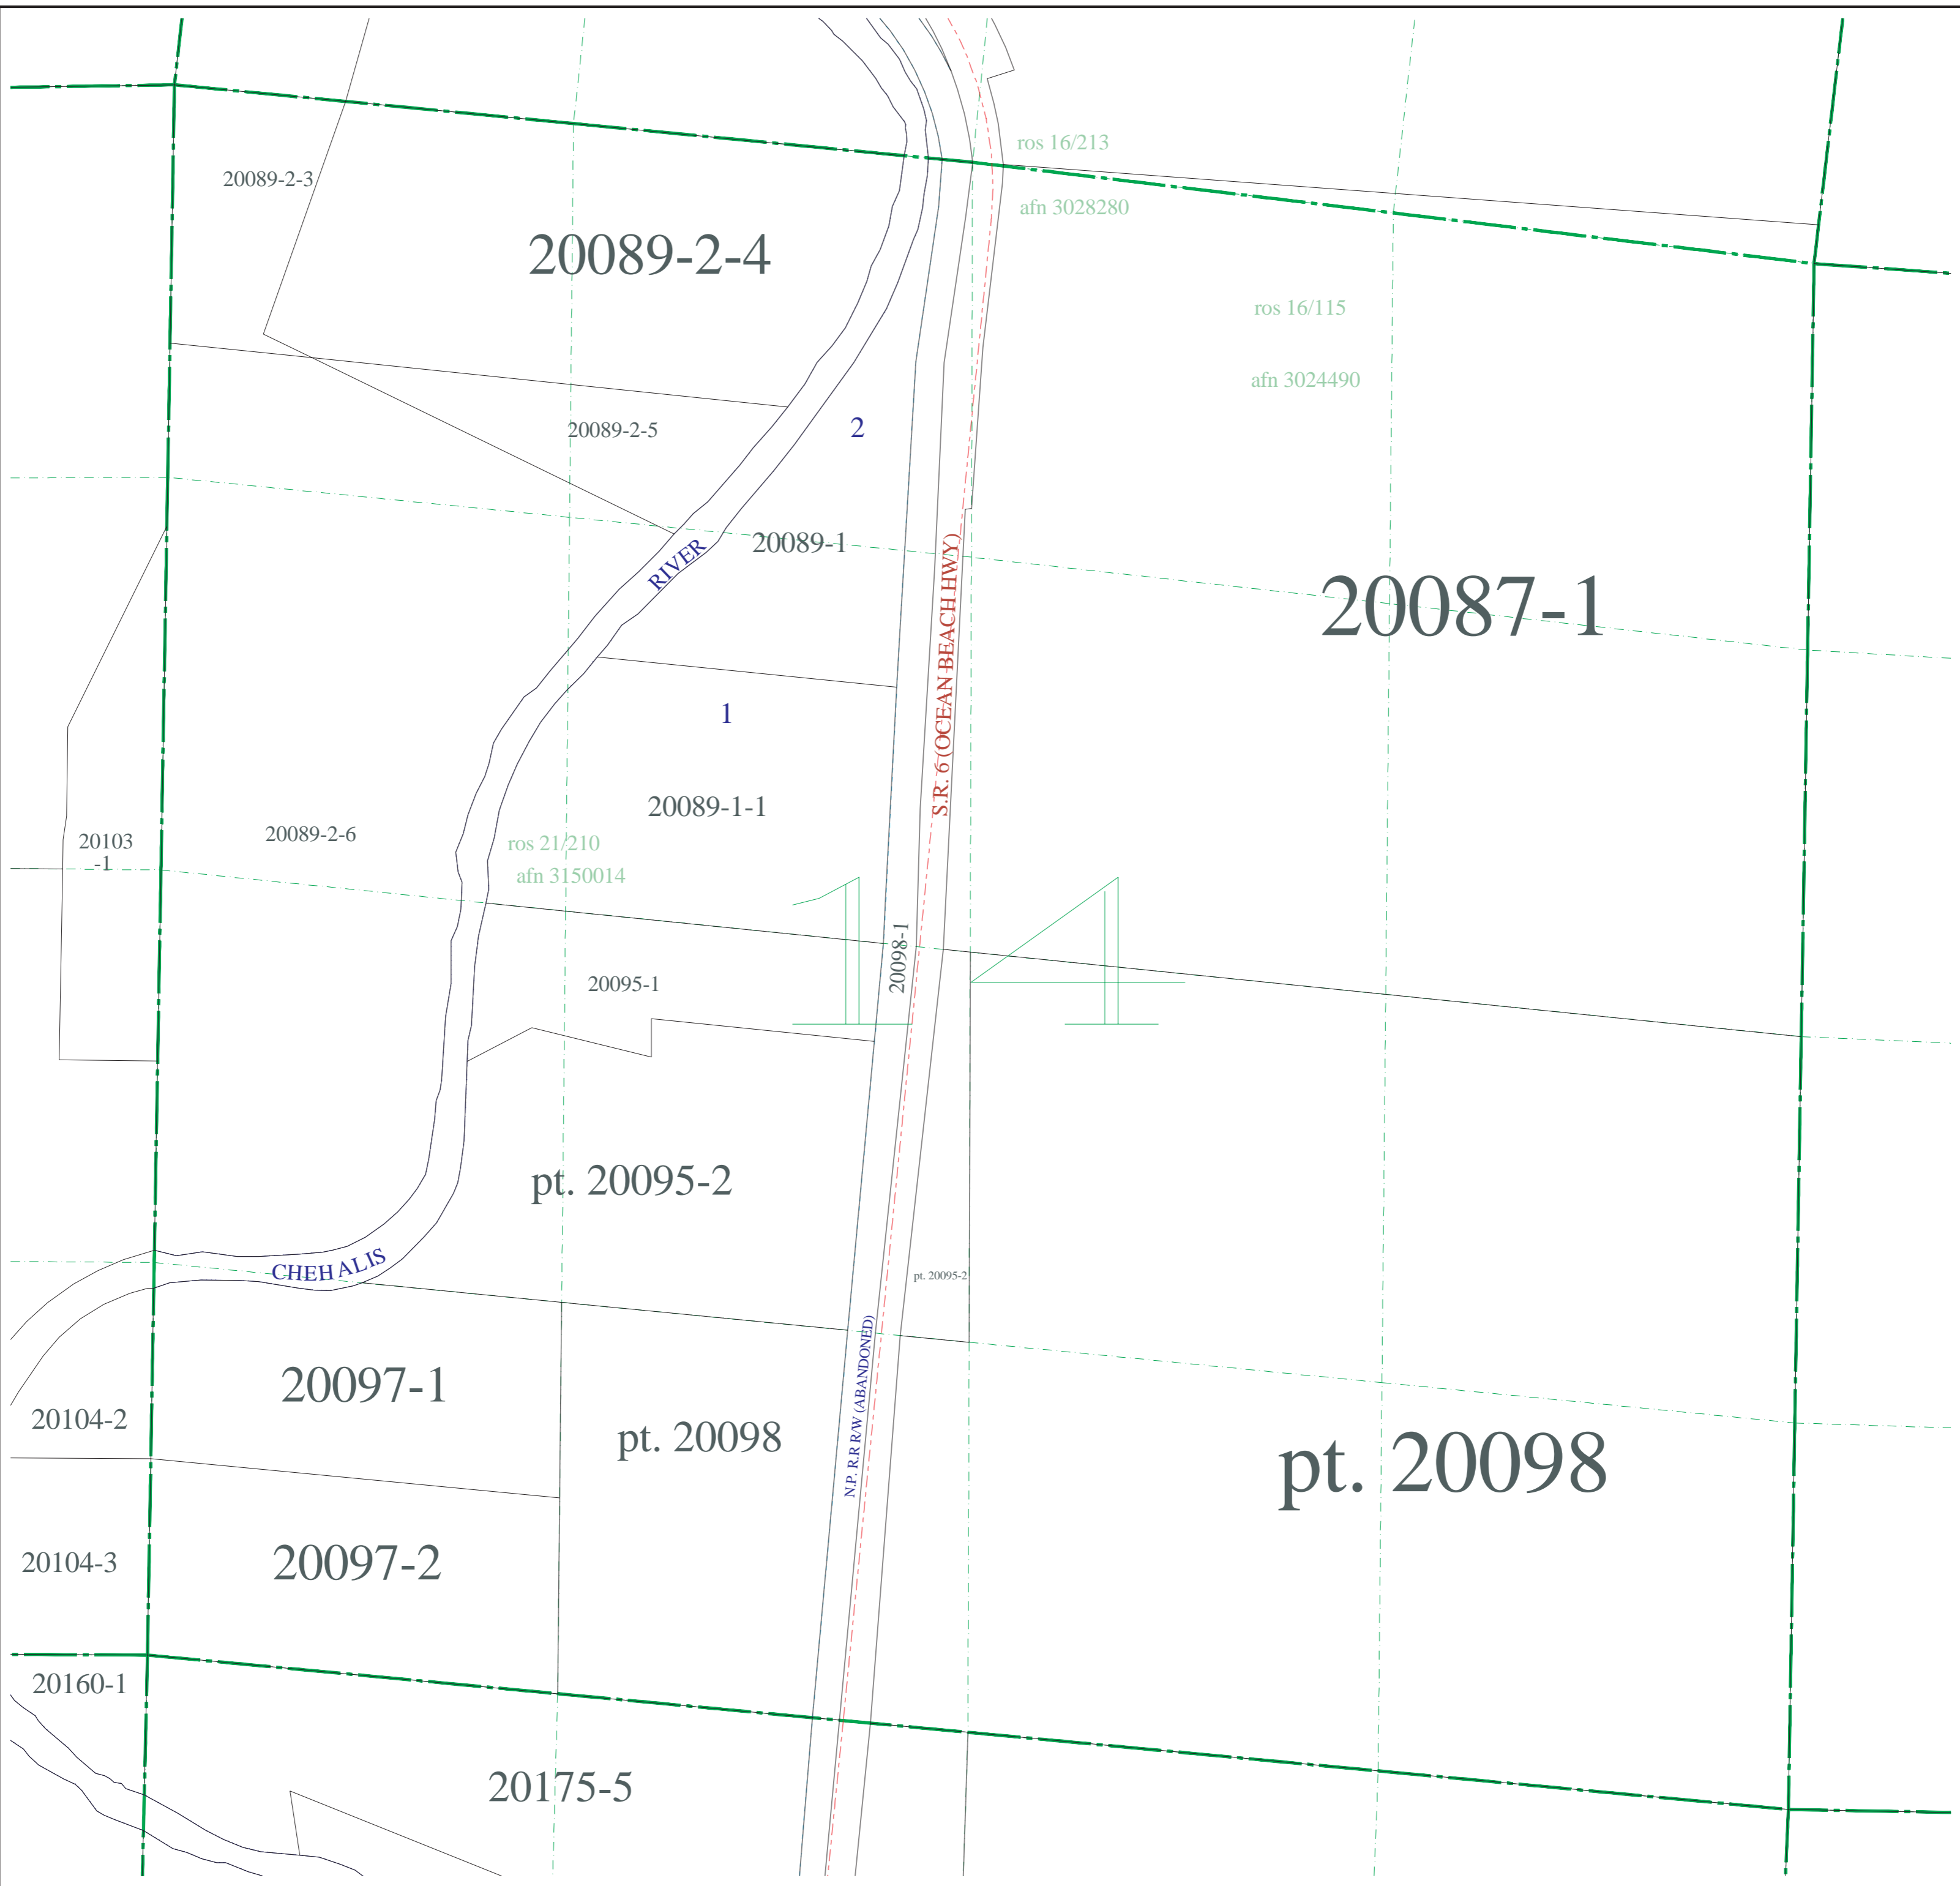 ros 16/213
20089-2-3
afn 3028280
20089-2-4
ros 16/115
afn 3024490
2
20089-2-5
20089-1
RIVER
20087-1
S.R. 6 (OCEAN BEACH HWY)
1
20089-1-1
20103
-1
20089-2-6
ros 21/210
afn 3150014
14
20098-1
20095-1
pt. 20095-2
CHEHALIS
pt. 20095-2
20097-1
N.P. R.R R/W (ABANDONED)
20104-2
pt. 20098
pt. 20098
20104-3
20097-2
20160-1
20175-5